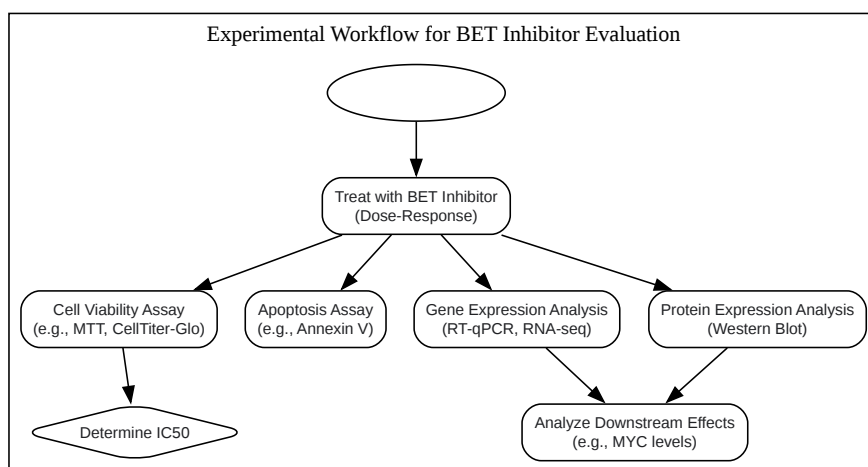 Experimental Workflow for BET Inhibitor Evaluation
Treat with BET Inhibitor
(Dose-Response)
Cell Viability Assay
(e.g., MTT, CellTiter-Glo)
Apoptosis Assay
(e.g., Annexin V)
Gene Expression Analysis
(RT-qPCR, RNA-seq)
Protein Expression Analysis
(Western Blot)
Determine IC50
Analyze Downstream Effects
(e.g., MYC levels)